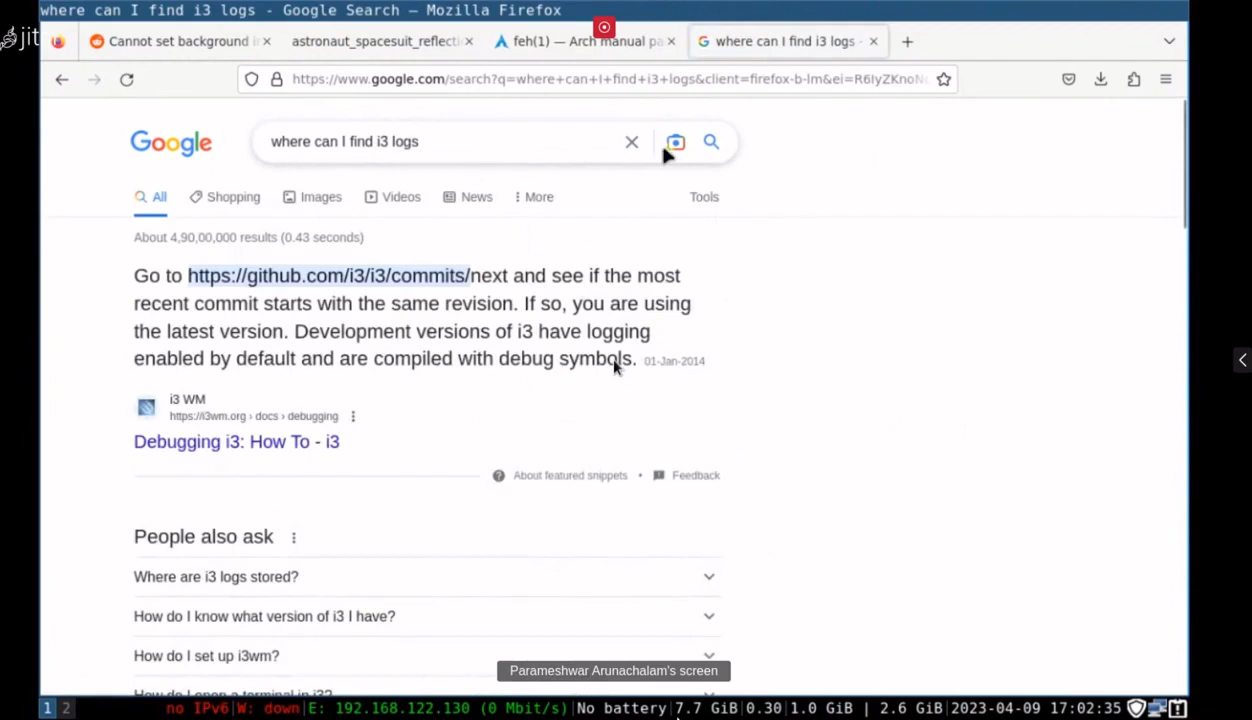 where can I find i3 logs - Google Search — Mozilla Firefox
jit
Cannot set background i
astronaut_spacesuit_reflecti
feh(1) — Arch manual pa
where can I find i3 logs -
https://www.google.com/search?q=where+can+I+find+i3+logs&client=firefox-b-lm&ei=R6IyZKnoN
Google
where can I find i3 logs
All
Shopping
Images
Videos
News
More
Tools
About 4,90,00,000 results (0.43 seconds)
Go to https://github.com/i3/i3/commits/next and see if the most
recent commit starts with the same revision. If so, you are using
the latest version. Development versions of i3 have logging
enabled by default and are compiled with debug symbols. 01-Jan-2014
i3 WM
https://i3wm.org › docs › debugging
Debugging i3: How To - i3
About featured snippets • Feedback
People also ask
Where are i3 logs stored?
How do I know what version of i3 I have?
How do I set up i3wm?
How do I open a terminal in i3?
Parameshwar Arunachalam's screen
1 2 no IPv6|W: down|E: 192.168.122.130 (0 Mbit/s)|No battery|7.7 GiB|0.30|1.0 GiB | 2.6 GiB|2023-04-09 17:02:35